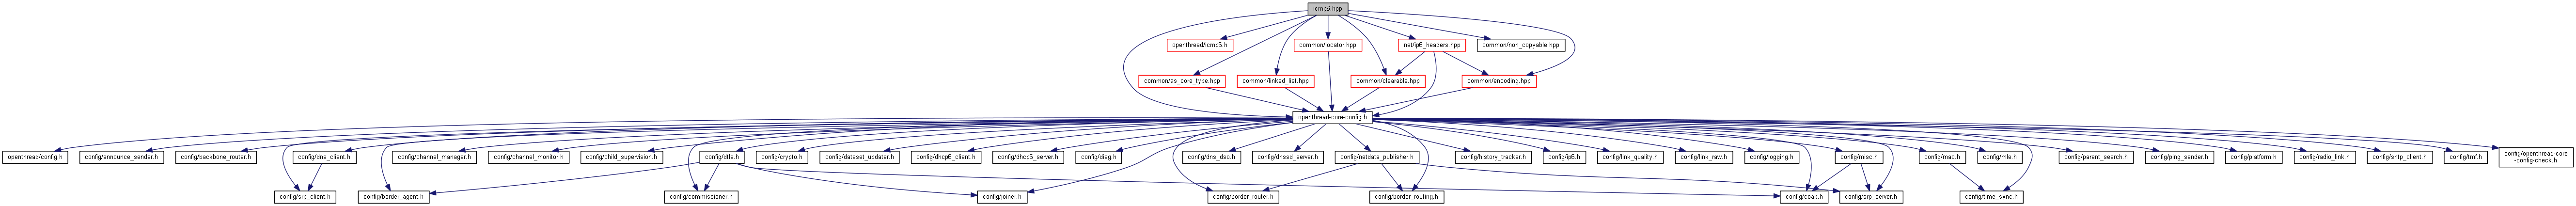 icmp6.hpp
openthread/icmp6.h
common/locator.hpp
net/ip6_headers.hpp
common/non_copyable.hpp
common/as_core_type.hpp
common/linked_list.hpp
common/clearable.hpp
common/encoding.hpp
openthread-core-config.h
openthread/config.h
config/announce_sender.h
config/backbone_router.h
config/dns_client.h
config/channel_manager.h
config/channel_monitor.h
config/child_supervision.h
config/dtls.h
config/crypto.h
config/dataset_updater.h
config/dhcp6_client.h
config/dhcp6_server.h
config/diag.h
config/dns_dso.h
config/dnssd_server.h
config/netdata_publisher.h
config/history_tracker.h
config/ip6.h
config/link_quality.h
config/link_raw.h
config/logging.h
config/misc.h
config/mac.h
config/mle.h
config/parent_search.h
config/ping_sender.h
config/platform.h
config/radio_link.h
config/sntp_client.h
config/tmf.h
config/openthread-core
-config-check.h
config/srp_client.h
config/border_agent.h
config/commissioner.h
config/joiner.h
config/border_router.h
config/border_routing.h
config/coap.h
config/srp_server.h
config/time_sync.h